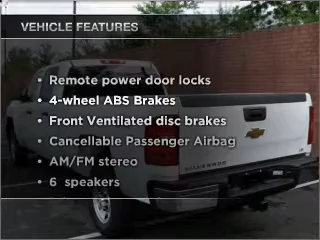 VEHICLE FEATURES
• Remote power door locks
• 4-wheel ABS Brakes
• Front Ventilated disc brakes
• Cancellable Passenger Airbag
• AM/FM stereo
• 6 speakers
SILVERADO